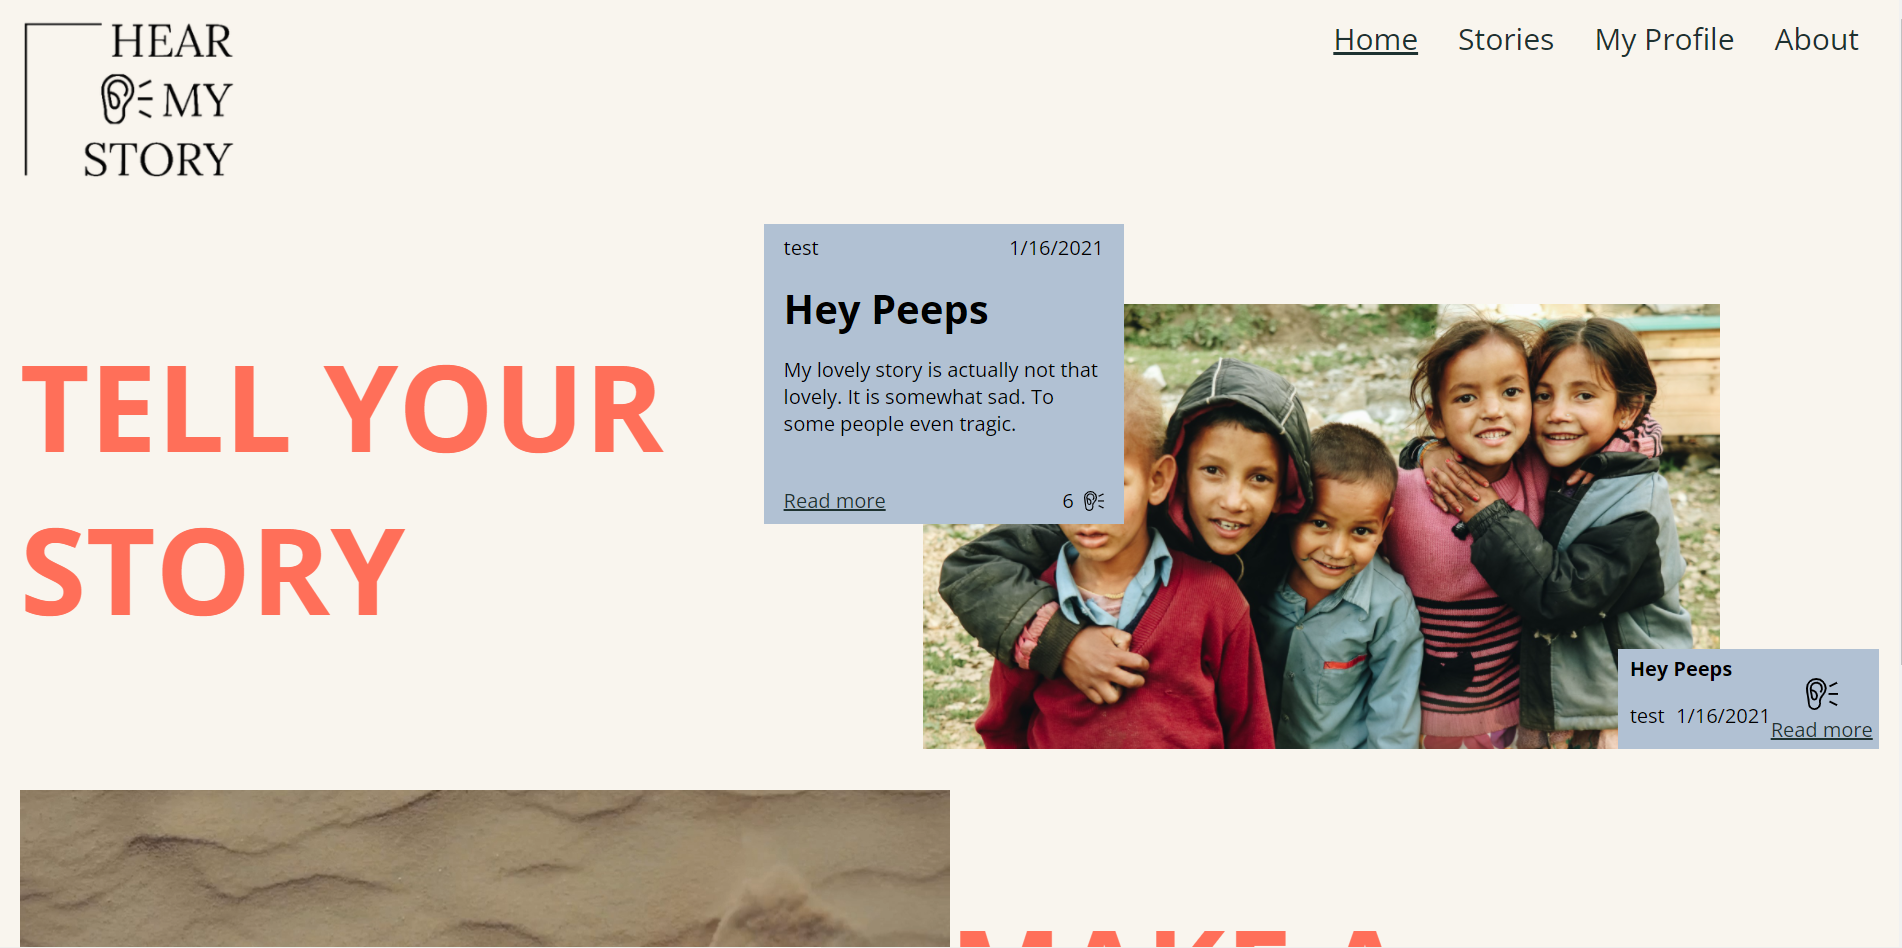 HEAR
MY
STORY
Home Stories My Profile About
test 1/16/2021
Hey Peeps
My lovely story is actually not that
lovely. It is somewhat sad. To
some people even tragic.
Read more 6
TELL YOUR
STORY
Hey Peeps
test 1/16/2021
Read more
MAKE A